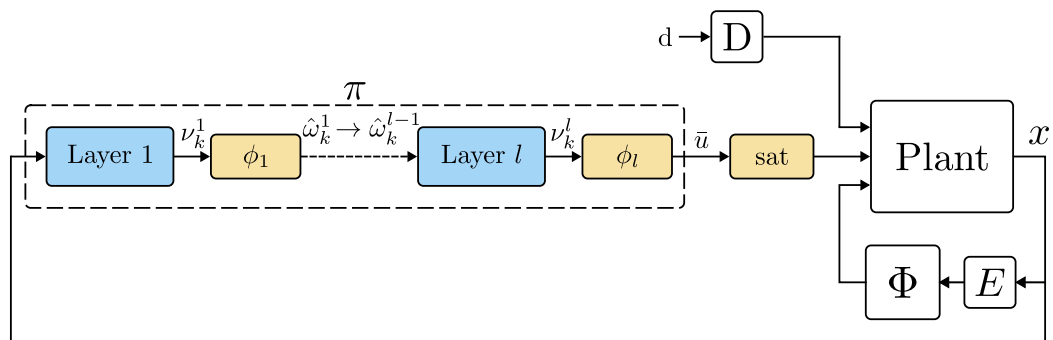 d D
π
Layer 1 ν_k^1 ϕ_1 ω̂_k^1 → ω̂_k^{l−1} Layer l ν_k^l ϕ_l ū sat Plant x
Φ E